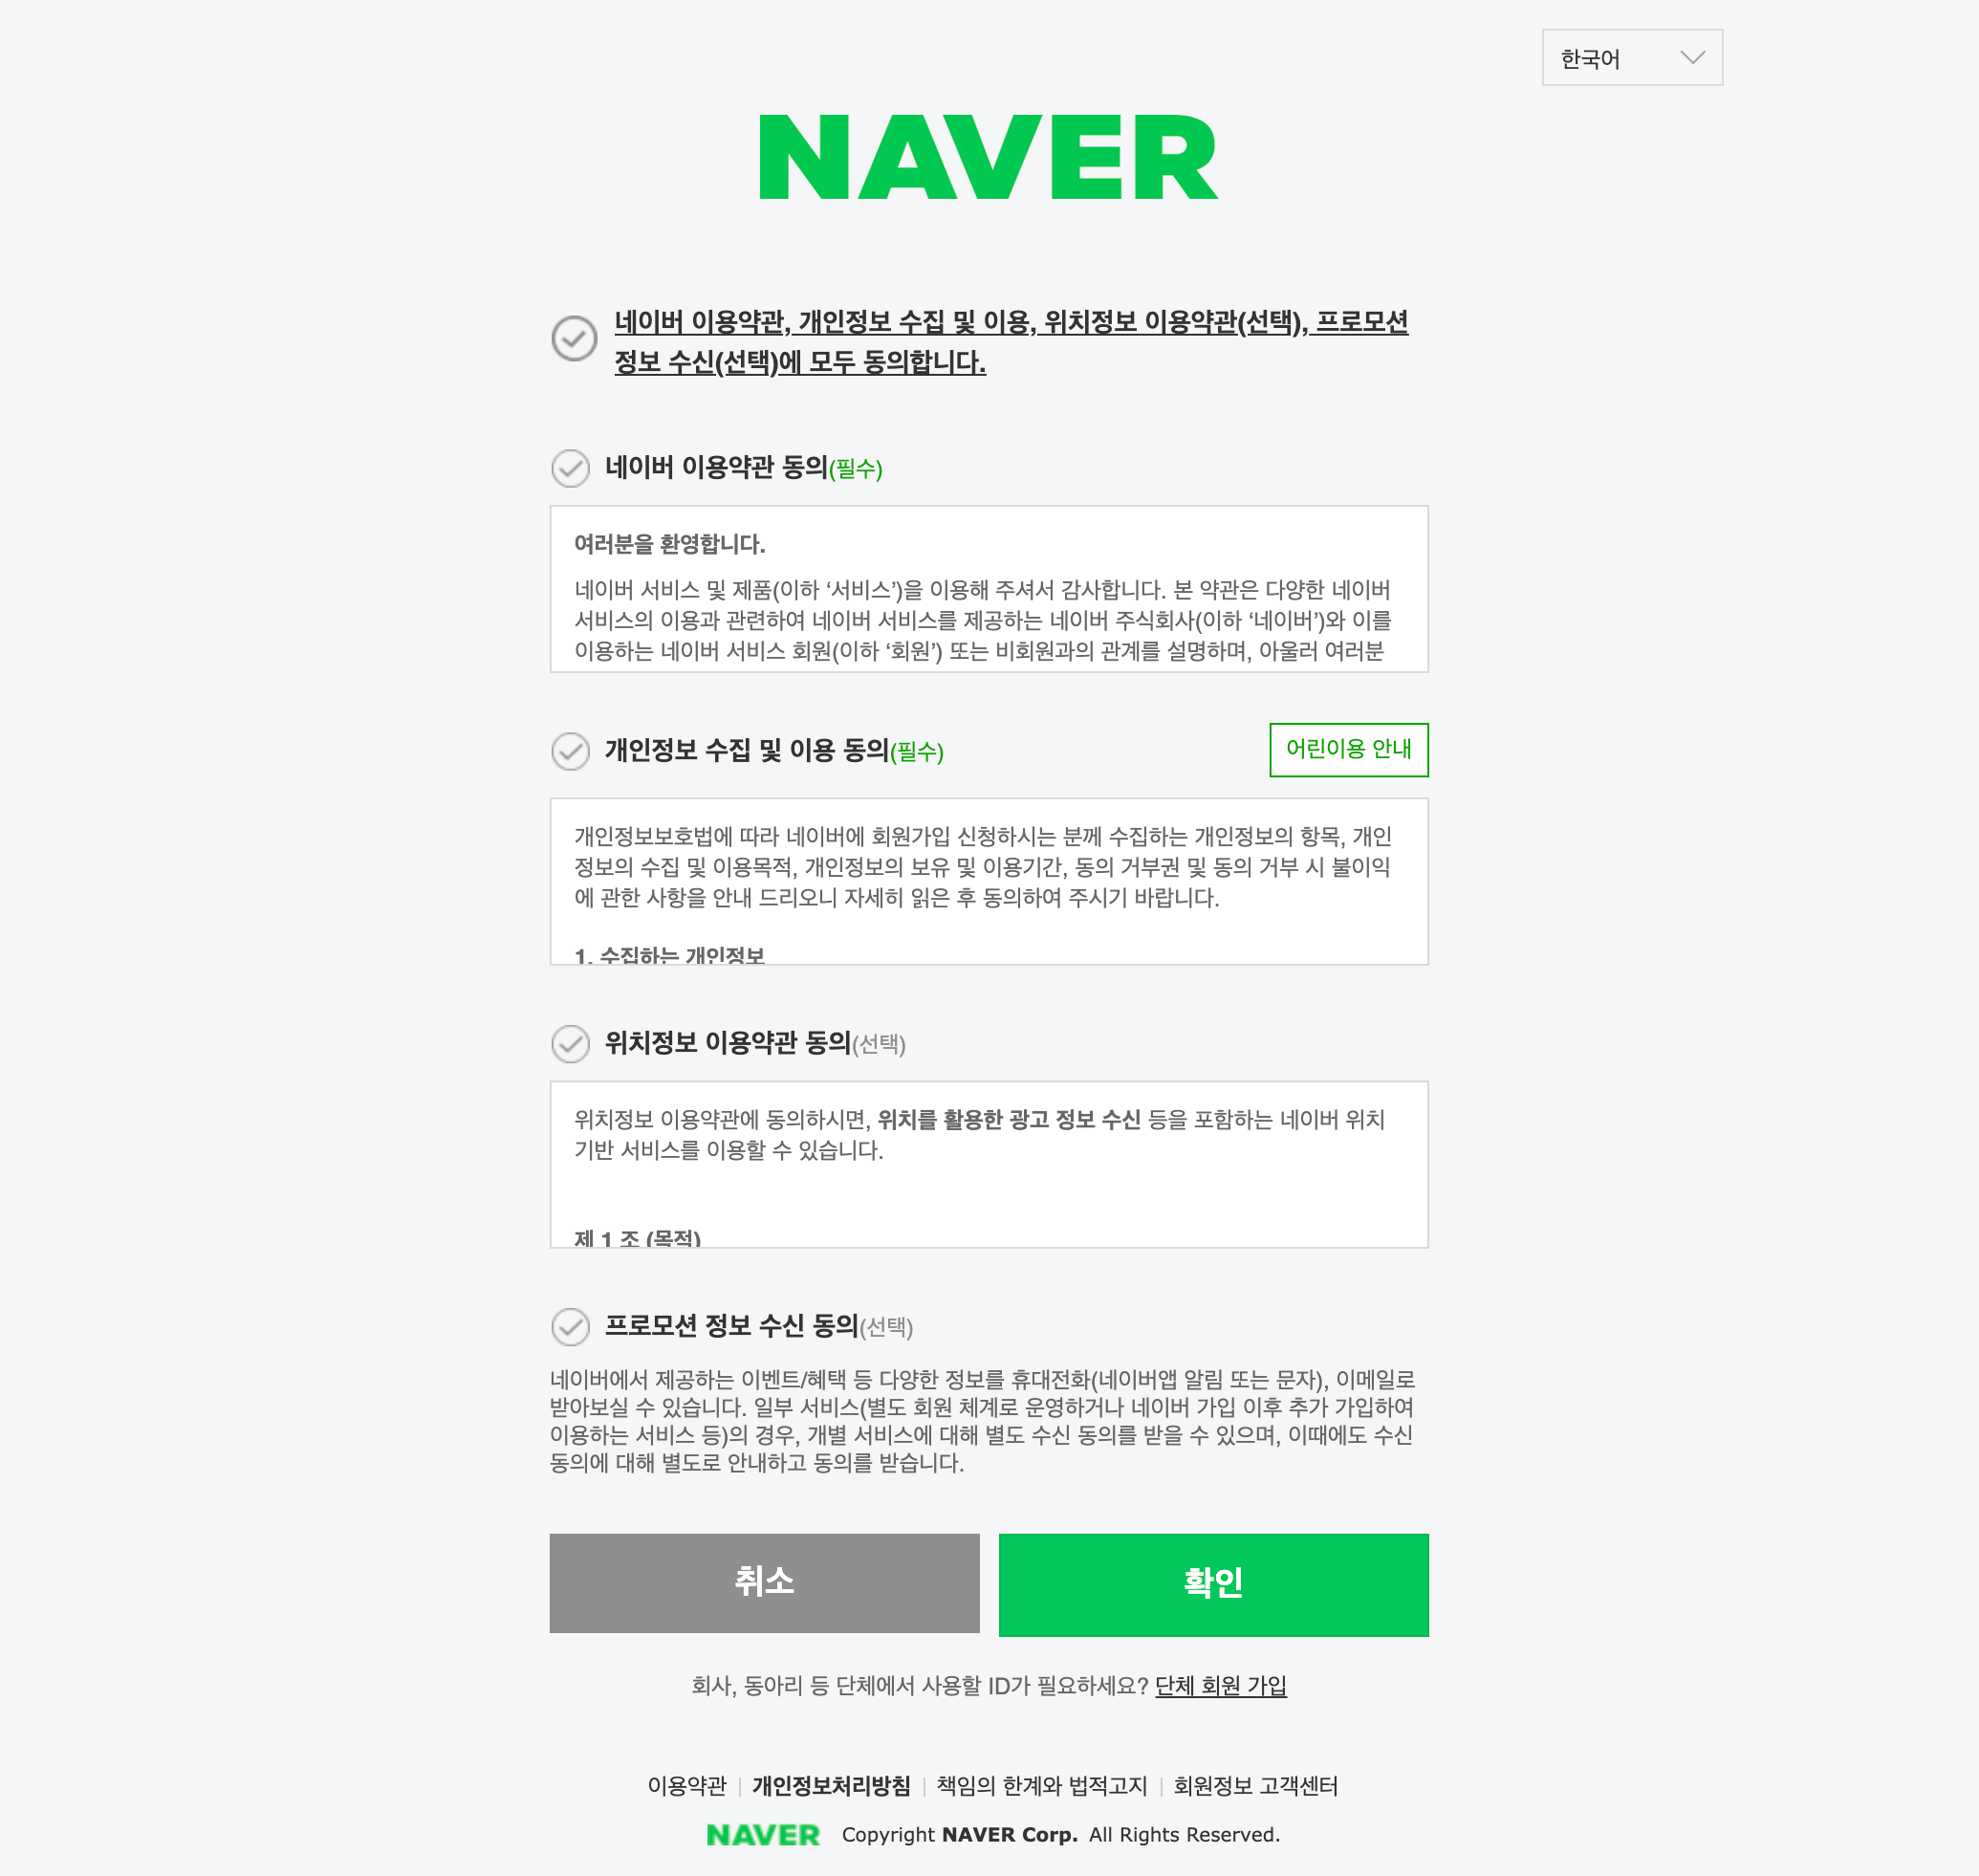 한국어
NAVER
네이버 이용약관, 개인정보 수집 및 이용, 위치정보 이용약관(선택), 프로모션
정보 수신(선택)에 모두 동의합니다.
네이버 이용약관 동의(필수)
여러분을 환영합니다.
네이버 서비스 및 제품(이하 ‘서비스’)을 이용해 주셔서 감사합니다. 본 약관은 다양한 네이버
서비스의 이용과 관련하여 네이버 서비스를 제공하는 네이버 주식회사(이하 ‘네이버’)와 이를
이용하는 네이버 서비스 회원(이하 ‘회원’) 또는 비회원과의 관계를 설명하며, 아울러 여러분
개인정보 수집 및 이용 동의(필수)
어린이용 안내
개인정보보호법에 따라 네이버에 회원가입 신청하시는 분께 수집하는 개인정보의 항목, 개인
정보의 수집 및 이용목적, 개인정보의 보유 및 이용기간, 동의 거부권 및 동의 거부 시 불이익
에 관한 사항을 안내 드리오니 자세히 읽은 후 동의하여 주시기 바랍니다.
1. 수집하는 개인정보
위치정보 이용약관 동의(선택)
위치정보 이용약관에 동의하시면, 위치를 활용한 광고 정보 수신 등을 포함하는 네이버 위치
기반 서비스를 이용할 수 있습니다.
제 1 조 (목적)
프로모션 정보 수신 동의(선택)
네이버에서 제공하는 이벤트/혜택 등 다양한 정보를 휴대전화(네이버앱 알림 또는 문자), 이메일로
받아보실 수 있습니다. 일부 서비스(별도 회원 체계로 운영하거나 네이버 가입 이후 추가 가입하여
이용하는 서비스 등)의 경우, 개별 서비스에 대해 별도 수신 동의를 받을 수 있으며, 이때에도 수신
동의에 대해 별도로 안내하고 동의를 받습니다.
취소
확인
회사, 동아리 등 단체에서 사용할 ID가 필요하세요? 단체 회원 가입
이용약관 | 개인정보처리방침 | 책임의 한계와 법적고지 | 회원정보 고객센터
NAVER Copyright NAVER Corp. All Rights Reserved.